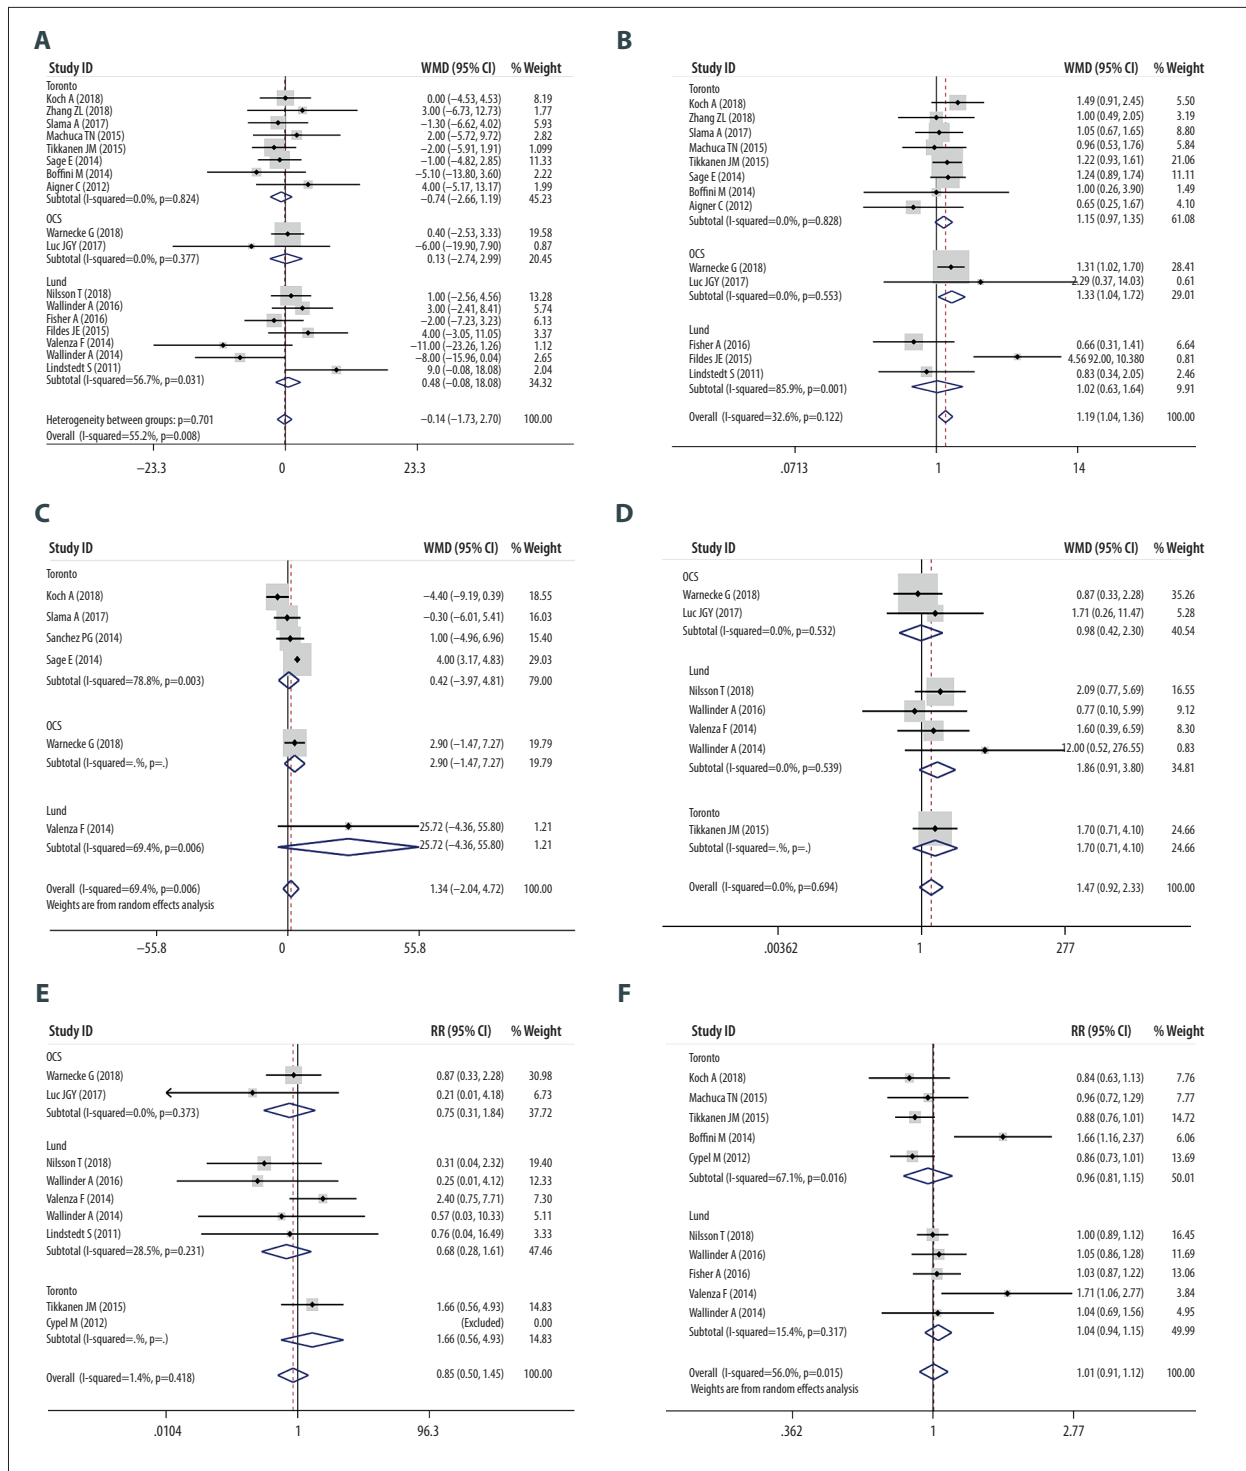 A
Study ID WMD (95% CI) % Weight
Toronto
Koch A (2018) 0.00 (−4.53, 4.53) 8.19
Zhang ZL (2018) 3.00 (−6.73, 12.73) 1.77
Slama A (2017) −1.30 (−6.62, 4.02) 5.93
Machuca TN (2015) 2.00 (−5.72, 9.72) 2.82
Tikkanen JM (2015) −2.00 (−5.91, 1.91) 1.099
Sage E (2014) −1.00 (−4.82, 2.85) 11.33
Boffini M (2014) −5.10 (−13.80, 3.60) 2.22
Aigner C (2012) 4.00 (−5.17, 13.17) 1.99
Subtotal (I-squared=0.0%, p=0.824) −0.74 (−2.66, 1.19) 45.23
OCS
Warnecke G (2018) 0.40 (−2.53, 3.33) 19.58
Luc JGY (2017) −6.00 (−19.90, 7.90) 0.87
Subtotal (I-squared=0.0%, p=0.377) 0.13 (−2.74, 2.99) 20.45
Lund
Nilsson T (2018) 1.00 (−2.56, 4.56) 13.28
Wallinder A (2016) 3.00 (−2.41, 8.41) 5.74
Fisher A (2016) −2.00 (−7.23, 3.23) 6.13
Fildes JE (2015) 4.00 (−3.05, 11.05) 3.37
Valenza F (2014) −11.00 (−23.26, 1.26) 1.12
Wallinder A (2014) −8.00 (−15.96, 0.04) 2.65
Lindstedt S (2011) 9.0 (−0.08, 18.08) 2.04
Subtotal (I-squared=56.7%, p=0.031) 0.48 (−0.08, 18.08) 34.32
Heterogeneity between groups: p=0.701 −0.14 (−1.73, 2.70) 100.00
Overall (I-squared=55.2%, p=0.008)
−23.3 0 23.3
B
Study ID WMD (95% CI) % Weight
Toronto
Koch A (2018) 1.49 (0.91, 2.45) 5.50
Zhang ZL (2018) 1.00 (0.49, 2.05) 3.19
Slama A (2017) 1.05 (0.67, 1.65) 8.80
Machuca TN (2015) 0.96 (0.53, 1.76) 5.84
Tikkanen JM (2015) 1.22 (0.93, 1.61) 21.06
Sage E (2014) 1.24 (0.89, 1.74) 11.11
Boffini M (2014) 1.00 (0.26, 3.90) 1.49
Aigner C (2012) 0.65 (0.25, 1.67) 4.10
Subtotal (I-squared=0.0%, p=0.828) 1.15 (0.97, 1.35) 61.08
OCS
Warnecke G (2018) 1.31 (1.02, 1.70) 28.41
Luc JGY (2017) 2.29 (0.37, 14.03) 0.61
Subtotal (I-squared=0.0%, p=0.553) 1.33 (1.04, 1.72) 29.01
Lund
Fisher A (2016) 0.66 (0.31, 1.41) 6.64
Fildes JE (2015) 4.56 92.00, 10.380 0.81
Lindstedt S (2011) 0.83 (0.34, 2.05) 2.46
Subtotal (I-squared=85.9%, p=0.001) 1.02 (0.63, 1.64) 9.91
Overall (I-squared=32.6%, p=0.122) 1.19 (1.04, 1.36) 100.00
.0713 1 14
C
Study ID WMD (95% CI) % Weight
Toronto
Koch A (2018) −4.40 (−9.19, 0.39) 18.55
Slama A (2017) −0.30 (−6.01, 5.41) 16.03
Sanchez PG (2014) 1.00 (−4.96, 6.96) 15.40
Sage E (2014) 4.00 (3.17, 4.83) 29.03
Subtotal (I-squared=78.8%, p=0.003) 0.42 (−3.97, 4.81) 79.00
OCS
Warnecke G (2018) 2.90 (−1.47, 7.27) 19.79
Subtotal (I-squared=.%, p=.) 2.90 (−1.47, 7.27) 19.79
Lund
Valenza F (2014) 25.72 (−4.36, 55.80) 1.21
Subtotal (I-squared=69.4%, p=0.006) 25.72 (−4.36, 55.80) 1.21
Overall (I-squared=69.4%, p=0.006) 1.34 (−2.04, 4.72) 100.00
Weights are from random effects analysis
−55.8 0 55.8
D
Study ID WMD (95% CI) % Weight
OCS
Warnecke G (2018) 0.87 (0.33, 2.28) 35.26
Luc JGY (2017) 1.71 (0.26, 11.47) 5.28
Subtotal (I-squared=0.0%, p=0.532) 0.98 (0.42, 2.30) 40.54
Lund
Nilsson T (2018) 2.09 (0.77, 5.69) 16.55
Wallinder A (2016) 0.77 (0.10, 5.99) 9.12
Valenza F (2014) 1.60 (0.39, 6.59) 8.30
Wallinder A (2014) 12.00 (0.52, 276.55) 0.83
Subtotal (I-squared=0.0%, p=0.539) 1.86 (0.91, 3.80) 34.81
Toronto
Tikkanen JM (2015) 1.70 (0.71, 4.10) 24.66
Subtotal (I-squared=.%, p=.) 1.70 (0.71, 4.10) 24.66
Overall (I-squared=0.0%, p=0.694) 1.47 (0.92, 2.33) 100.00
.00362 1 277
E
Study ID RR (95% CI) % Weight
OCS
Warnecke G (2018) 0.87 (0.33, 2.28) 30.98
Luc JGY (2017) 0.21 (0.01, 4.18) 6.73
Subtotal (I-squared=0.0%, p=0.373) 0.75 (0.31, 1.84) 37.72
Lund
Nilsson T (2018) 0.31 (0.04, 2.32) 19.40
Wallinder A (2016) 0.25 (0.01, 4.12) 12.33
Valenza F (2014) 2.40 (0.75, 7.71) 7.30
Wallinder A (2014) 0.57 (0.03, 10.33) 5.11
Lindstedt S (2011) 0.76 (0.04, 16.49) 3.33
Subtotal (I-squared=28.5%, p=0.231) 0.68 (0.28, 1.61) 47.46
Toronto
Tikkanen JM (2015) 1.66 (0.56, 4.93) 14.83
Cypel M (2012) (Excluded) 0.00
Subtotal (I-squared=.%, p=.) 1.66 (0.56, 4.93) 14.83
Overall (I-squared=1.4%, p=0.418) 0.85 (0.50, 1.45) 100.00
.0104 1 96.3
F
Study ID RR (95% CI) % Weight
Toronto
Koch A (2018) 0.84 (0.63, 1.13) 7.76
Machuca TN (2015) 0.96 (0.72, 1.29) 7.77
Tikkanen JM (2015) 0.88 (0.76, 1.01) 14.72
Boffini M (2014) 1.66 (1.16, 2.37) 6.06
Cypel M (2012) 0.86 (0.73, 1.01) 13.69
Subtotal (I-squared=67.1%, p=0.016) 0.96 (0.81, 1.15) 50.01
Lund
Nilsson T (2018) 1.00 (0.89, 1.12) 16.45
Wallinder A (2016) 1.05 (0.86, 1.28) 11.69
Fisher A (2016) 1.03 (0.87, 1.22) 13.06
Valenza F (2014) 1.71 (1.06, 2.77) 3.84
Wallinder A (2014) 1.04 (0.69, 1.56) 4.95
Subtotal (I-squared=15.4%, p=0.317) 1.04 (0.94, 1.15) 49.99
Overall (I-squared=56.0%, p=0.015) 1.01 (0.91, 1.12) 100.00
Weights are from random effects analysis
.362 1 2.77